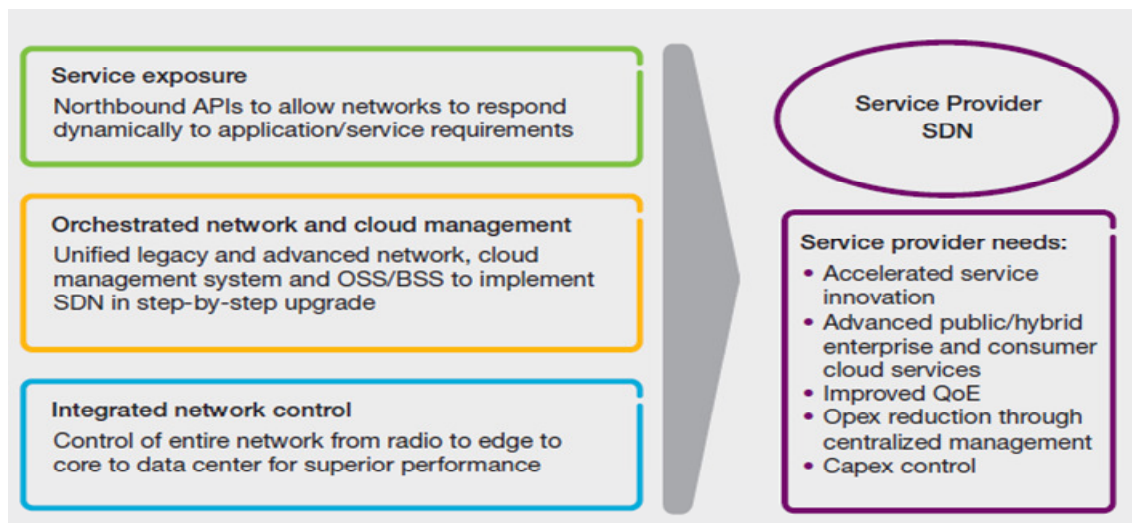 Service exposure
Northbound APIs to allow networks to respond
dynamically to application/service requirements
Orchestrated network and cloud management
Unified legacy and advanced network, cloud
management system and OSS/BSS to implement
SDN in step-by-step upgrade
Integrated network control
Control of entire network from radio to edge to
core to data center for superior performance
Service Provider
SDN
Service provider needs:
• Accelerated service
innovation
• Advanced public/hybrid
enterprise and consumer
cloud services
• Improved QoE
• Opex reduction through
centralized management
• Capex control